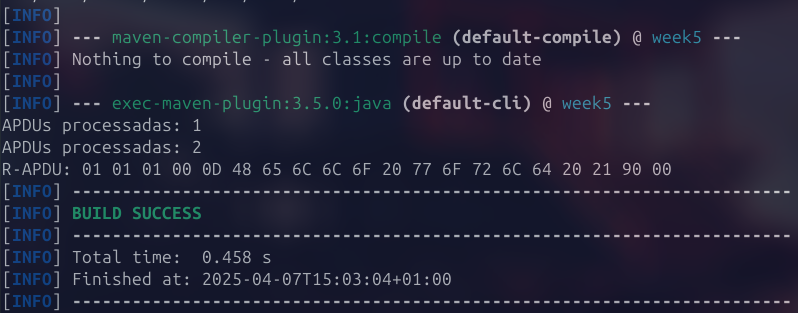 [INFO]
[INFO] --- maven-compiler-plugin:3.1:compile (default-compile) @ week5 ---
[INFO] Nothing to compile - all classes are up to date
[INFO]
[INFO] --- exec-maven-plugin:3.5.0:java (default-cli) @ week5 ---
APDUs processadas: 1
APDUs processadas: 2
R-APDU: 01 01 01 00 0D 48 65 6C 6C 6F 20 77 6F 72 6C 64 20 21 90 00
[INFO] ------------------------------------------------------------------------
[INFO] BUILD SUCCESS
[INFO] ------------------------------------------------------------------------
[INFO] Total time:  0.458 s
[INFO] Finished at: 2025-04-07T15:03:04+01:00
[INFO] ------------------------------------------------------------------------